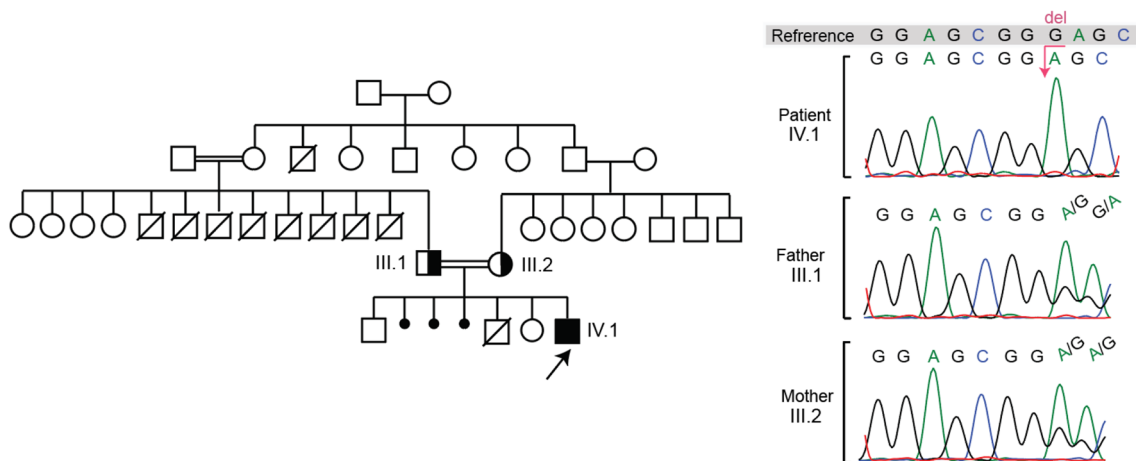 del
Refrerence G G A G C G G G A G C
G G A G C G G A G C
Patient
IV.1
G G A G C G G A/G G/A
Father
III.1
G G A G C G G A/G A/G
Mother
III.2
III.1
III.2
IV.1